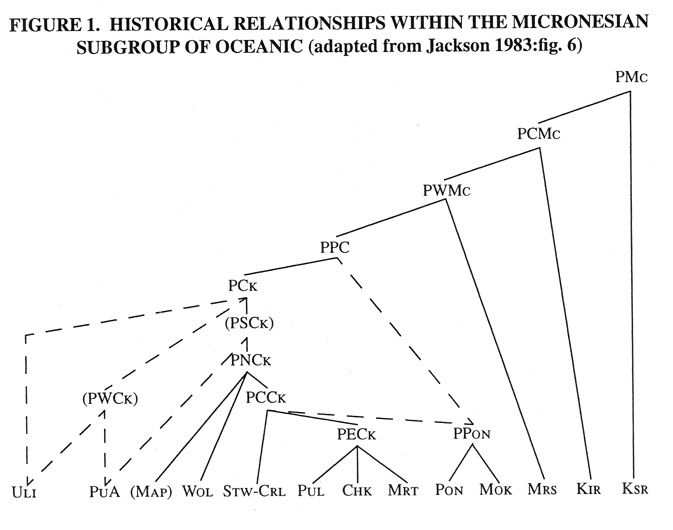 FIGURE 1. HISTORICAL RELATIONSHIPS WITHIN THE MICRONESIAN
SUBGROUP OF OCEANIC (adapted from Jackson 1983:fig. 6)
PMC
PCMC
PWMC
PPC
PCK
(PSCK)
PNCK
(PWCK)
PCCK
PECK
PPON
ULI PUA (MAP) WOL STW-CRL PUL CHK MRT PON MOK MRS KIR KSR